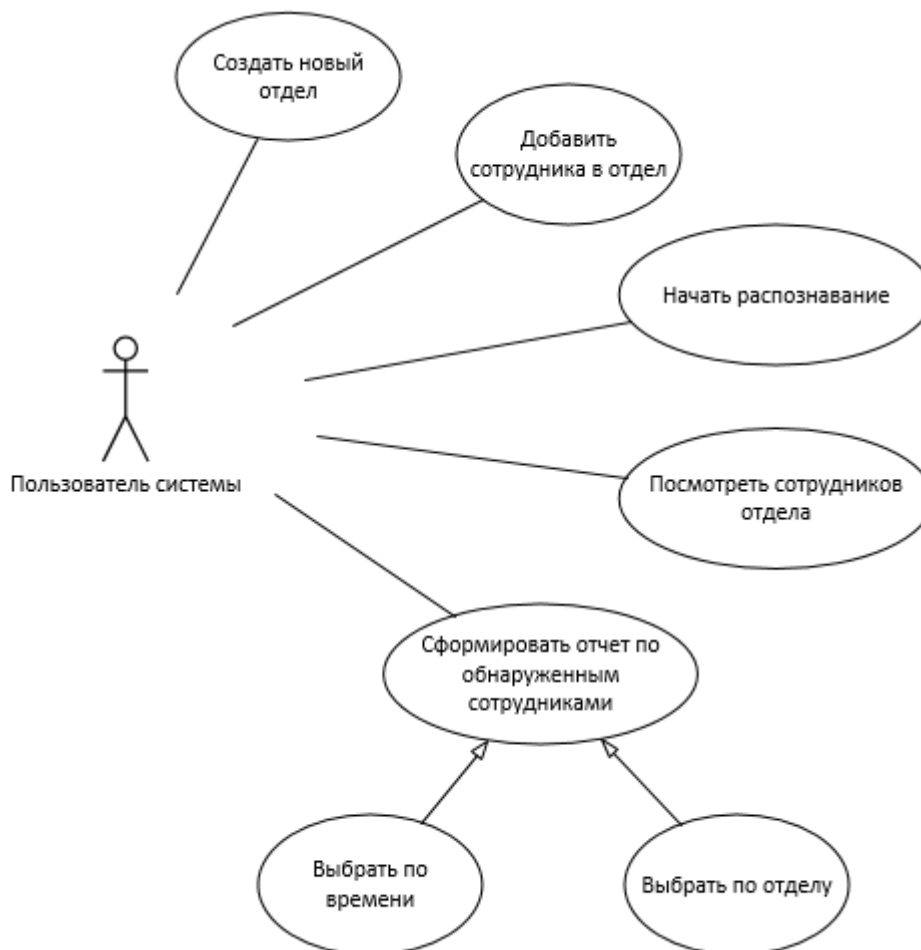 Создать новый
отдел
Добавить
сотрудника в отдел
Начать распознавание
Пользователь системы
Посмотреть сотрудников
отдела
Сформировать отчет по
обнаруженным
сотрудниками
Выбрать по
времени
Выбрать по отделу